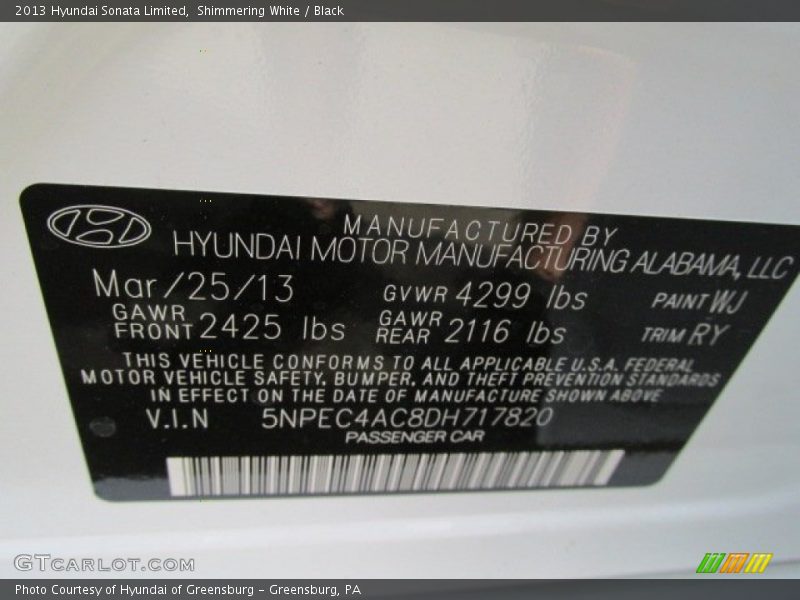 2013 Hyundai Sonata Limited, Shimmering White / Black
MANUFACTURED BY
HYUNDAI MOTOR MANUFACTURING ALABAMA, LLC
Mar/25/13 GVWR 4299 lbs PAINT WJ
GAWR FRONT 2425 lbs GAWR REAR 2116 lbs TRIM RY
THIS VEHICLE CONFORMS TO ALL APPLICABLE U.S.A. FEDERAL
MOTOR VEHICLE SAFETY, BUMPER, AND THEFT PREVENTION STANDARDS
IN EFFECT ON THE DATE OF MANUFACTURE SHOWN ABOVE
V.I.N 5NPEC4AC8DH717820
PASSENGER CAR
GTCARLOT.COM
Photo Courtesy of Hyundai of Greensburg - Greensburg, PA